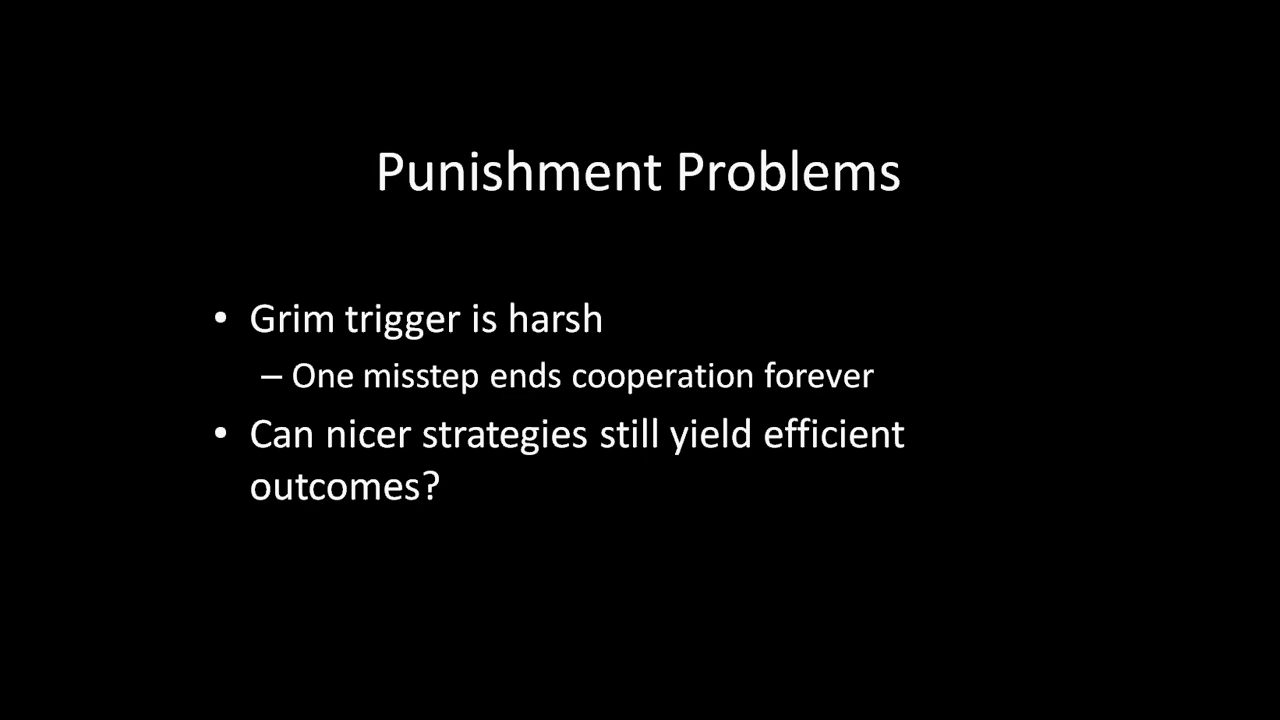 Punishment Problems
• Grim trigger is harsh
– One misstep ends cooperation forever
• Can nicer strategies still yield efficient
outcomes?